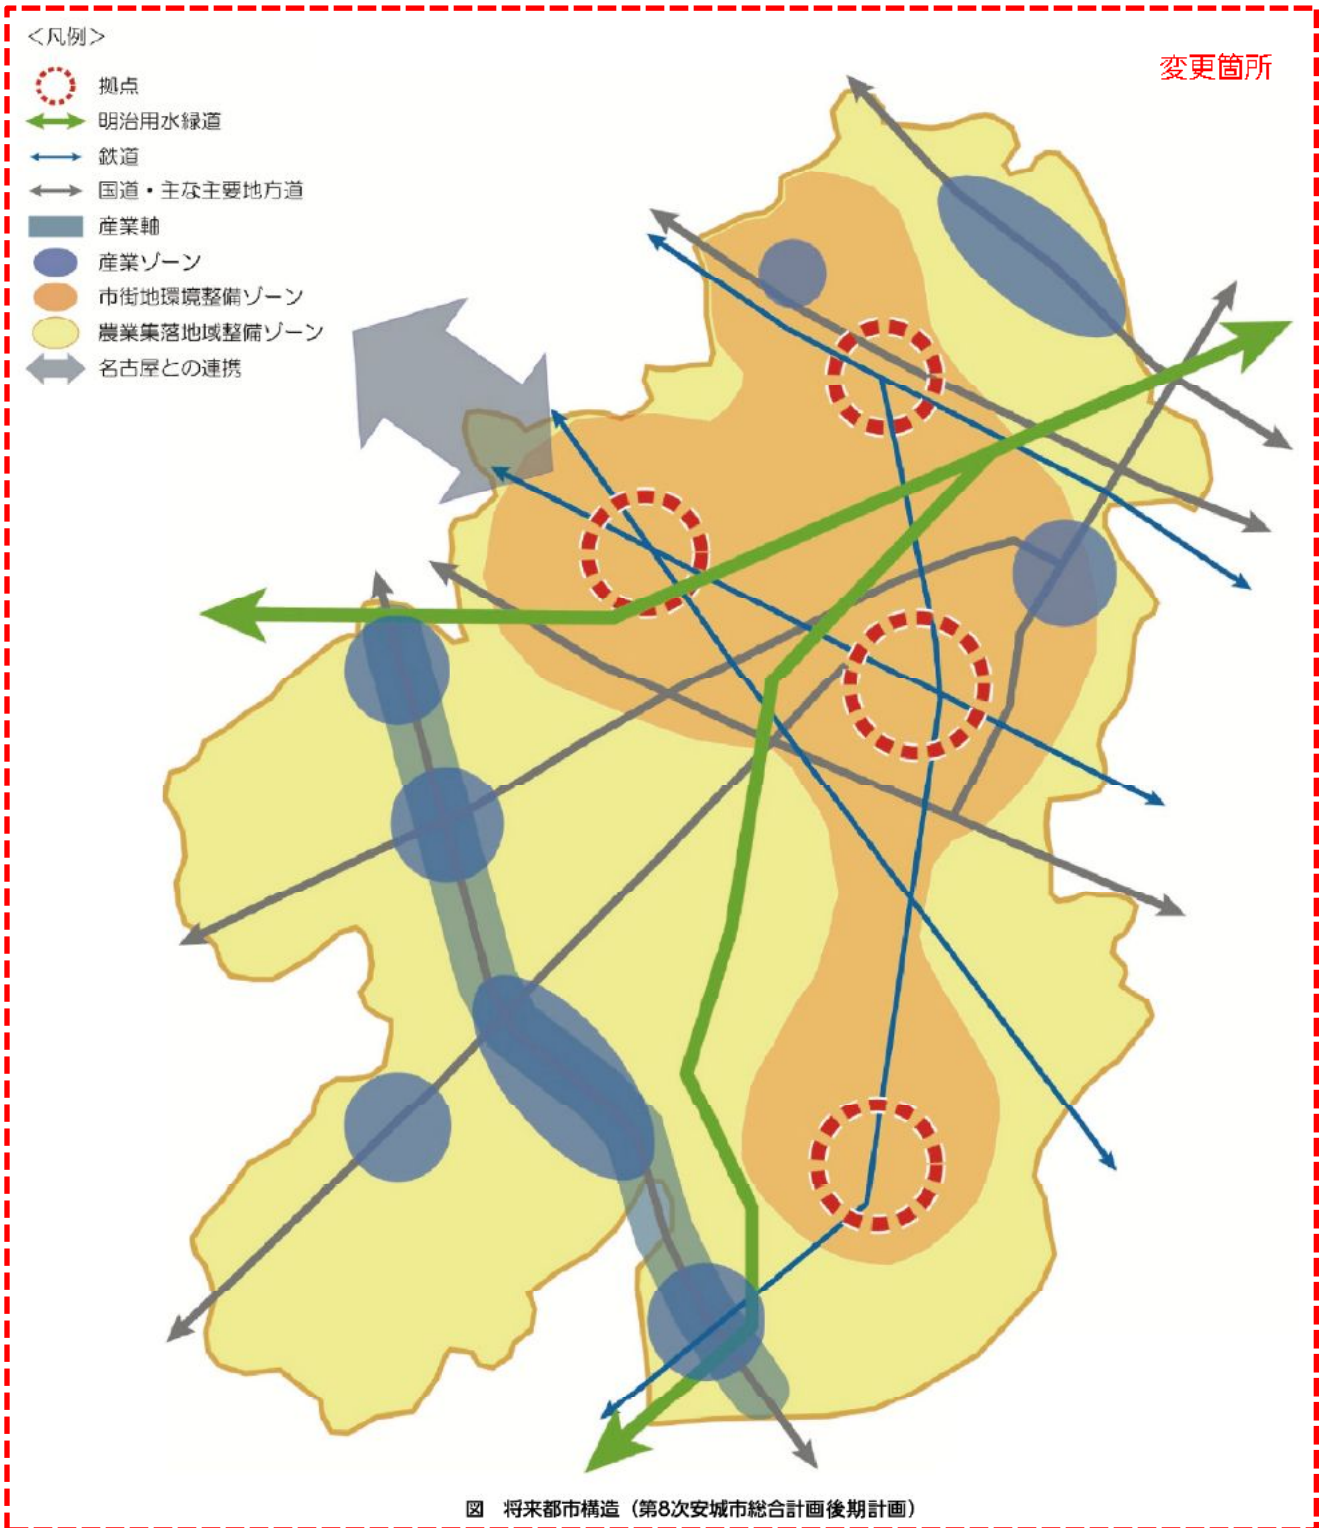 <凡例>
変更箇所
拠点
明治用水緑道
鉄道
国道・主な主要地方道
産業軸
産業ゾーン
市街地環境整備ゾーン
農業集落地域整備ゾーン
名古屋との連携
図 将来都市構造（第8次安城市総合計画後期計画）